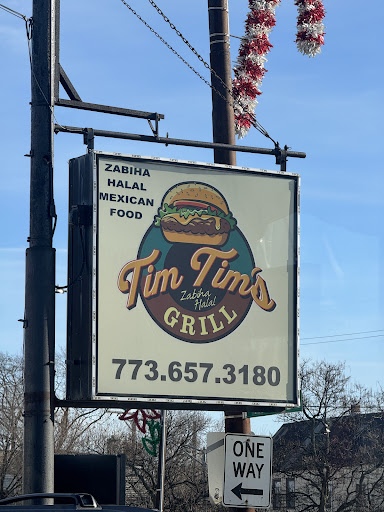 ZABIHA
HALAL
MEXICAN
FOOD
Tim Tim's
Zabiha
Halal
GRILL
773.657.3180
ONE
WAY